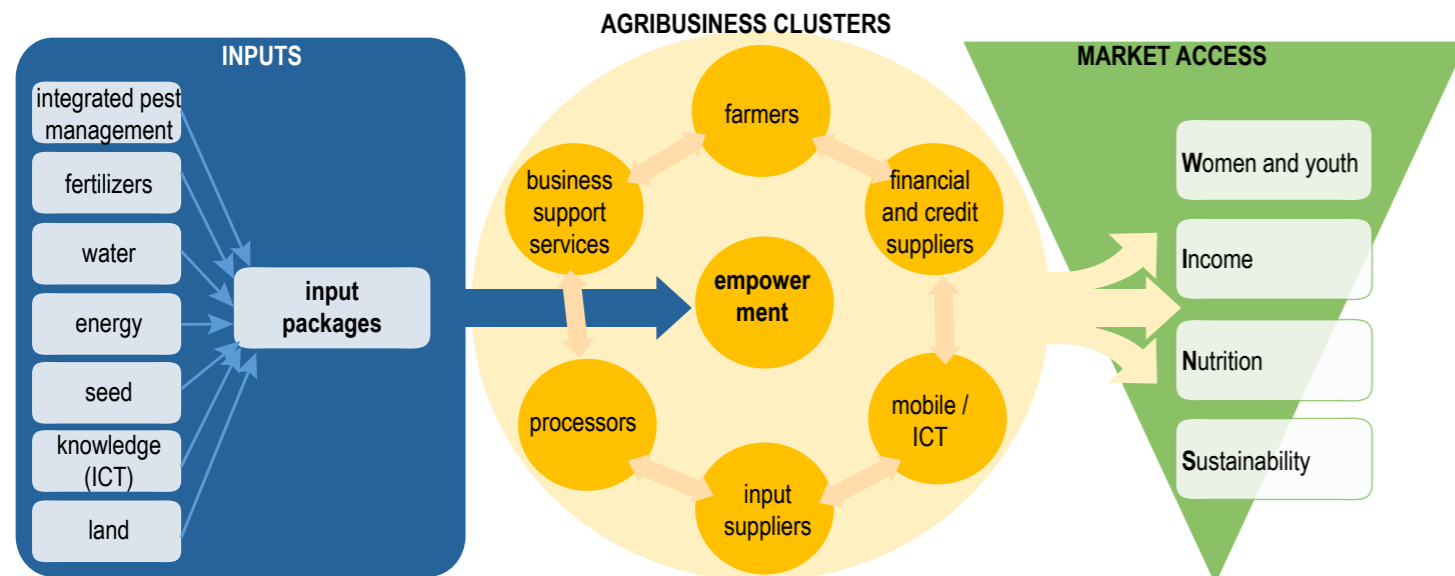 AGRIBUSINESS CLUSTERS
INPUTS
integrated pest
management
fertilizers
water
energy
seed
knowledge
(ICT)
land
input
packages
farmers
business
support
services
financial
and credit
suppliers
empower
ment
processors
mobile /
ICT
input
suppliers
MARKET ACCESS
Women and youth
Income
Nutrition
Sustainability